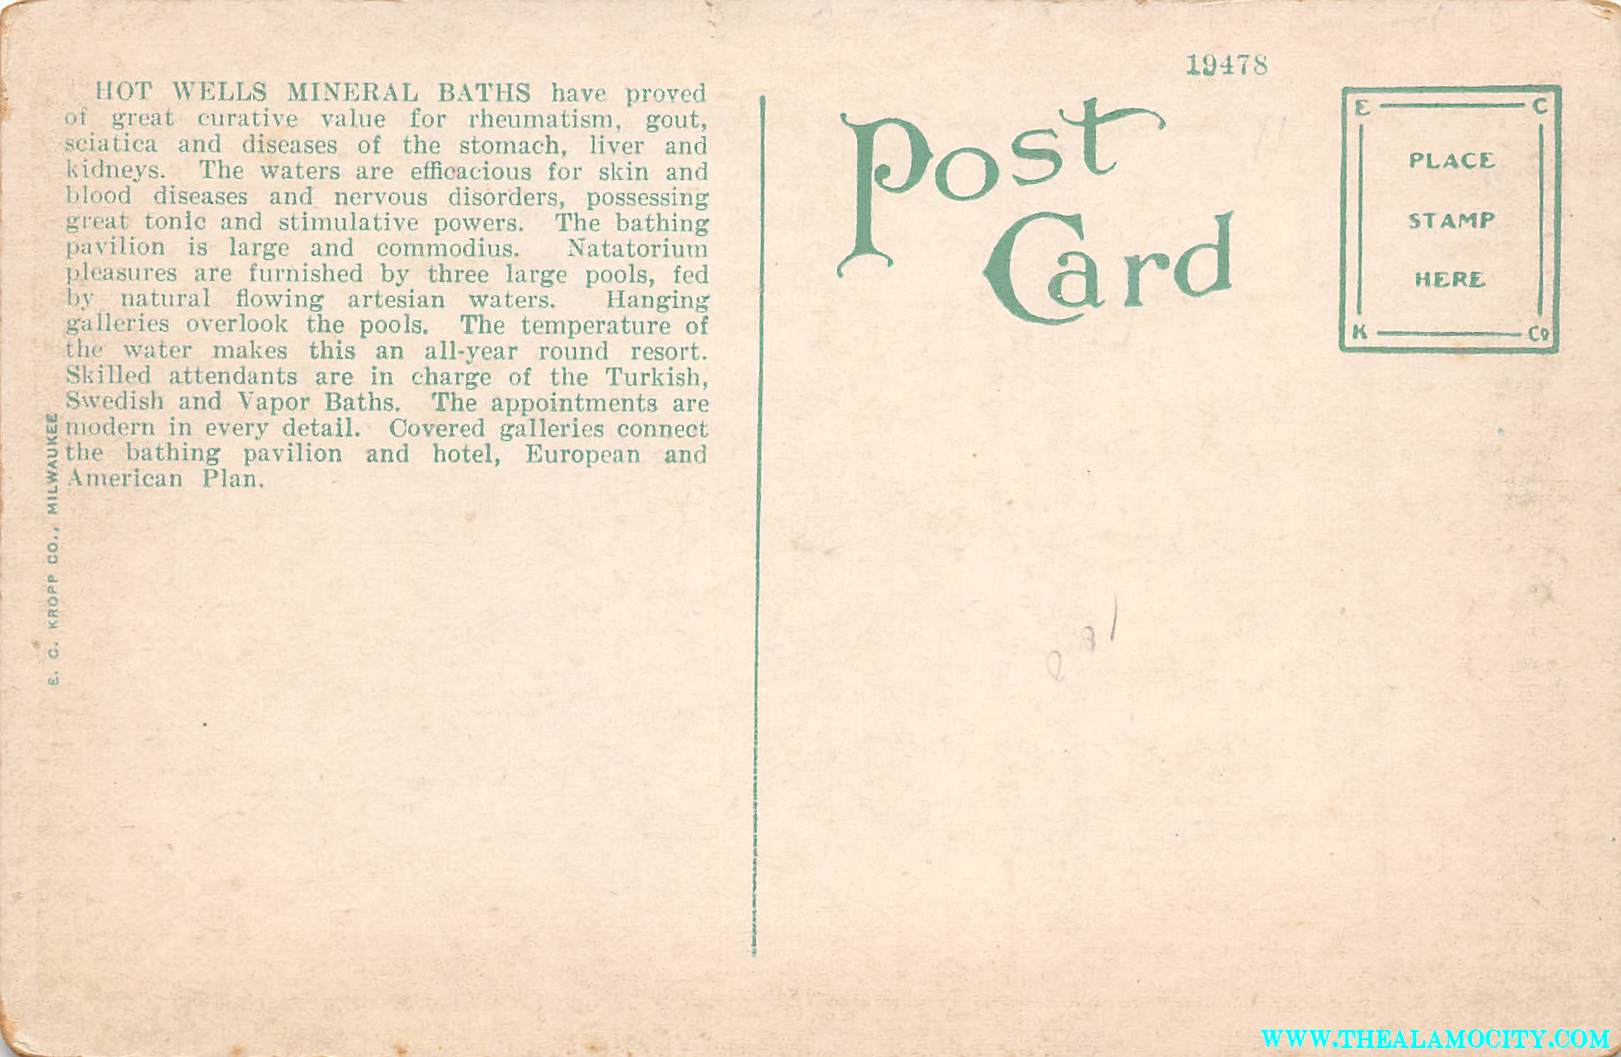 HOT WELLS MINERAL BATHS have proved
of great curative value for rheumatism, gout,
sciatica and diseases of the stomach, liver and
kidneys. The waters are efficacious for skin and
blood diseases and nervous disorders, possessing
great tonic and stimulative powers. The bathing
pavilion is large and commodius. Natatorium
pleasures are furnished by three large pools, fed
by natural flowing artesian waters. Hanging
galleries overlook the pools. The temperature of
the water makes this an all-year round resort.
Skilled attendants are in charge of the Turkish,
Swedish and Vapor Baths. The appointments are
modern in every detail. Covered galleries connect
the bathing pavilion and hotel, European and
American Plan.
E. C. KROPP CO., MILWAUKEE
19478
Post
Card
E C
PLACE
STAMP
HERE
K Co
WWW.THEALAMOCITY.COM